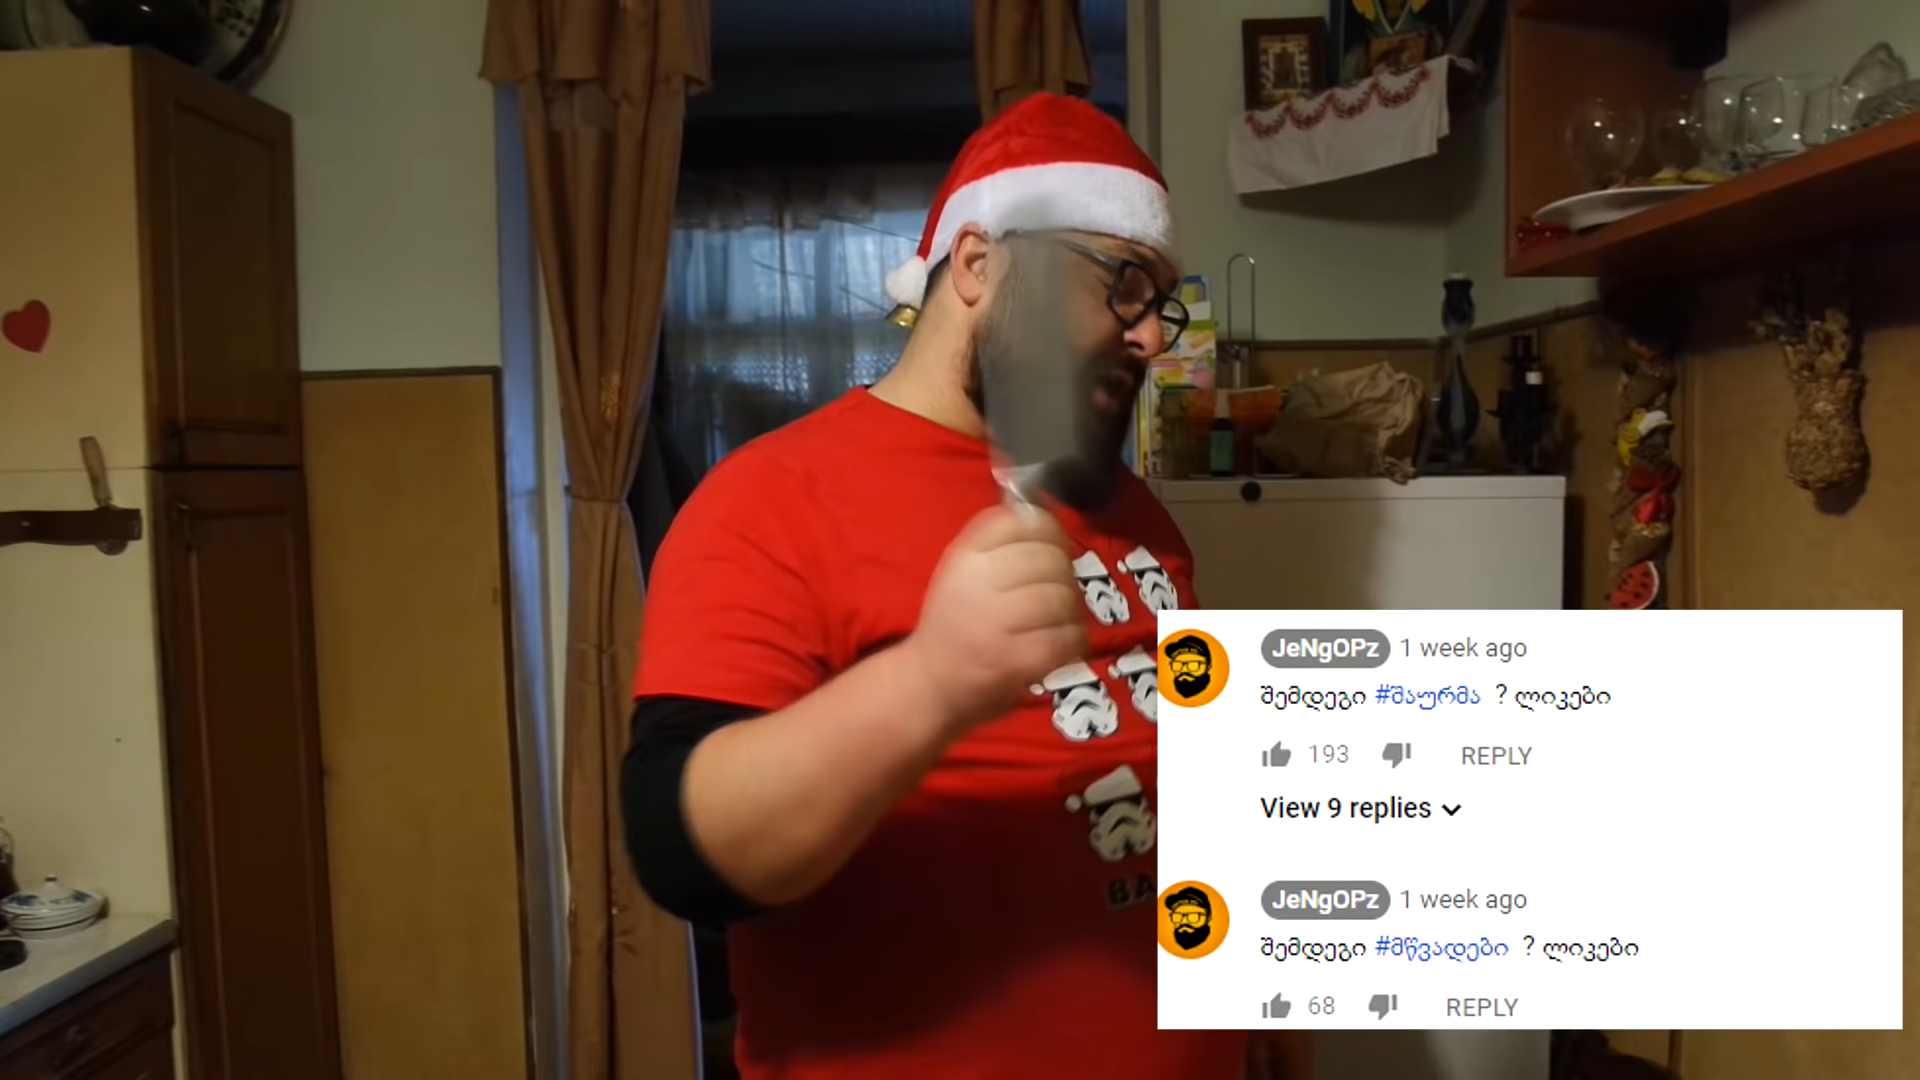 JeNgOPz 1 week ago
შემდეგი #შაურმა ? ლიკები
193 REPLY
View 9 replies
JeNgOPz 1 week ago
შემდეგი #მწვადები ? ლიკები
68 REPLY
BA